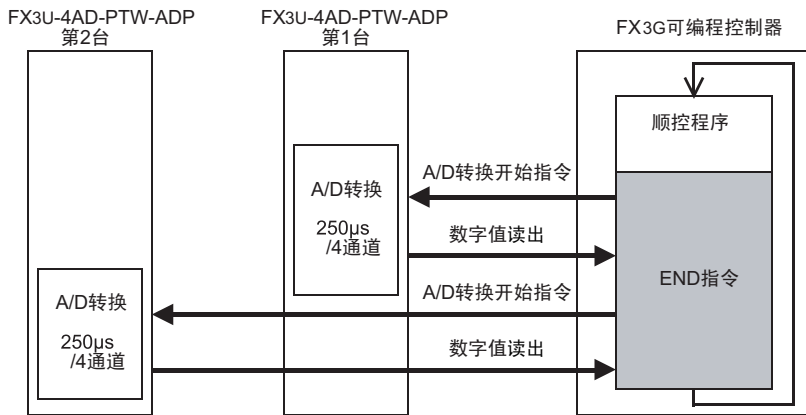 FX3U-4AD-PTW-ADP
第2台
FX3U-4AD-PTW-ADP
第1台
FX3G可编程控制器
顺控程序
A/D转换
250μs
/4通道
A/D转换开始指令
数字值读出
END指令
A/D转换
250μs
/4通道
A/D转换开始指令
数字值读出